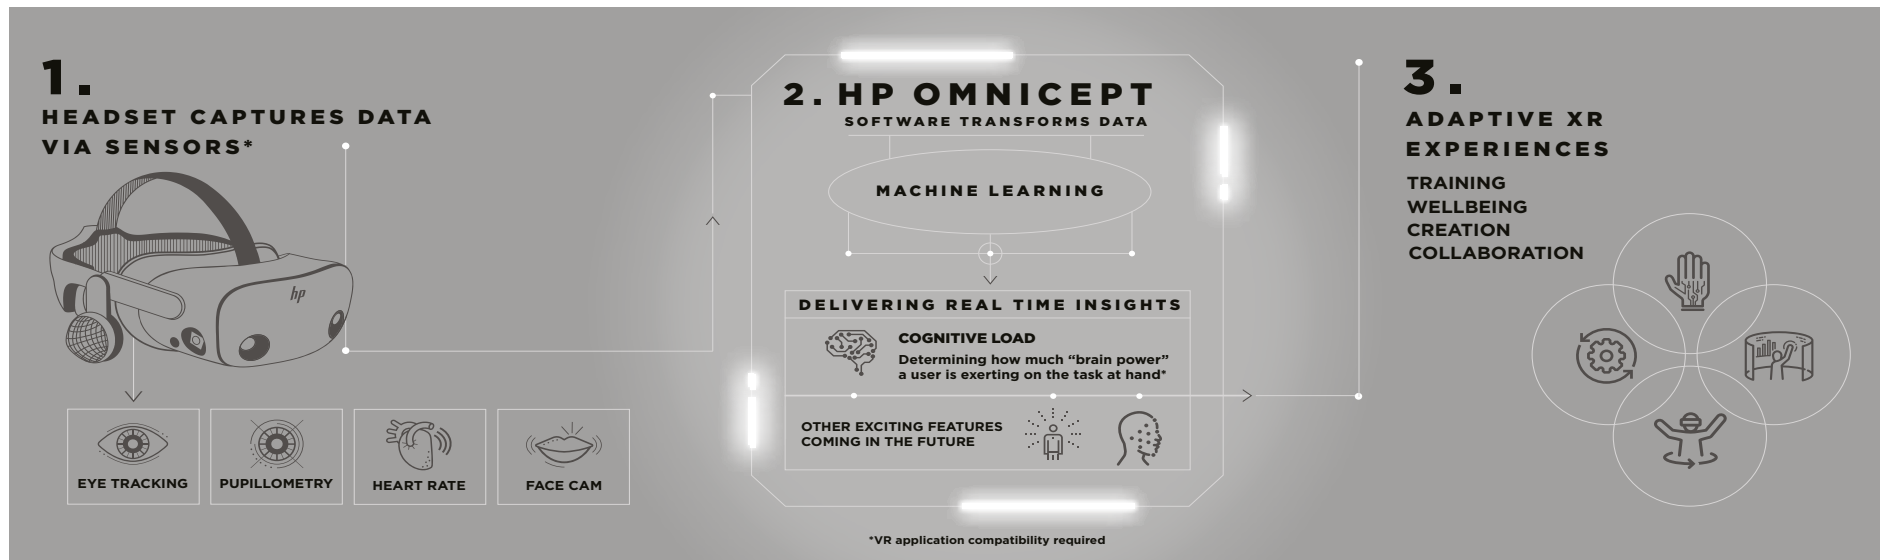 1.
HEADSET CAPTURES DATA
VIA SENSORS*
hp
EYE TRACKING
PUPILLOMETRY
HEART RATE
FACE CAM
2. HP OMNICEPT
SOFTWARE TRANSFORMS DATA
MACHINE LEARNING
DELIVERING REAL TIME INSIGHTS
COGNITIVE LOAD
Determining how much “brain power”
a user is exerting on the task at hand*
OTHER EXCITING FEATURES
COMING IN THE FUTURE
*VR application compatibility required
3.
ADAPTIVE XR
EXPERIENCES
TRAINING
WELLBEING
CREATION
COLLABORATION